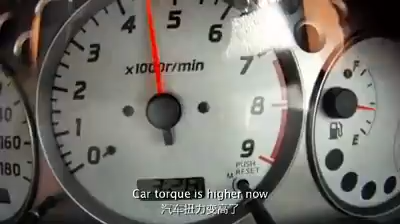 4 5 6 7
3
2
1
0
x1000r/min
8
9
PUSH
RESET
140
160
180
F
E
Car torque is higher now
汽车扭力变高了